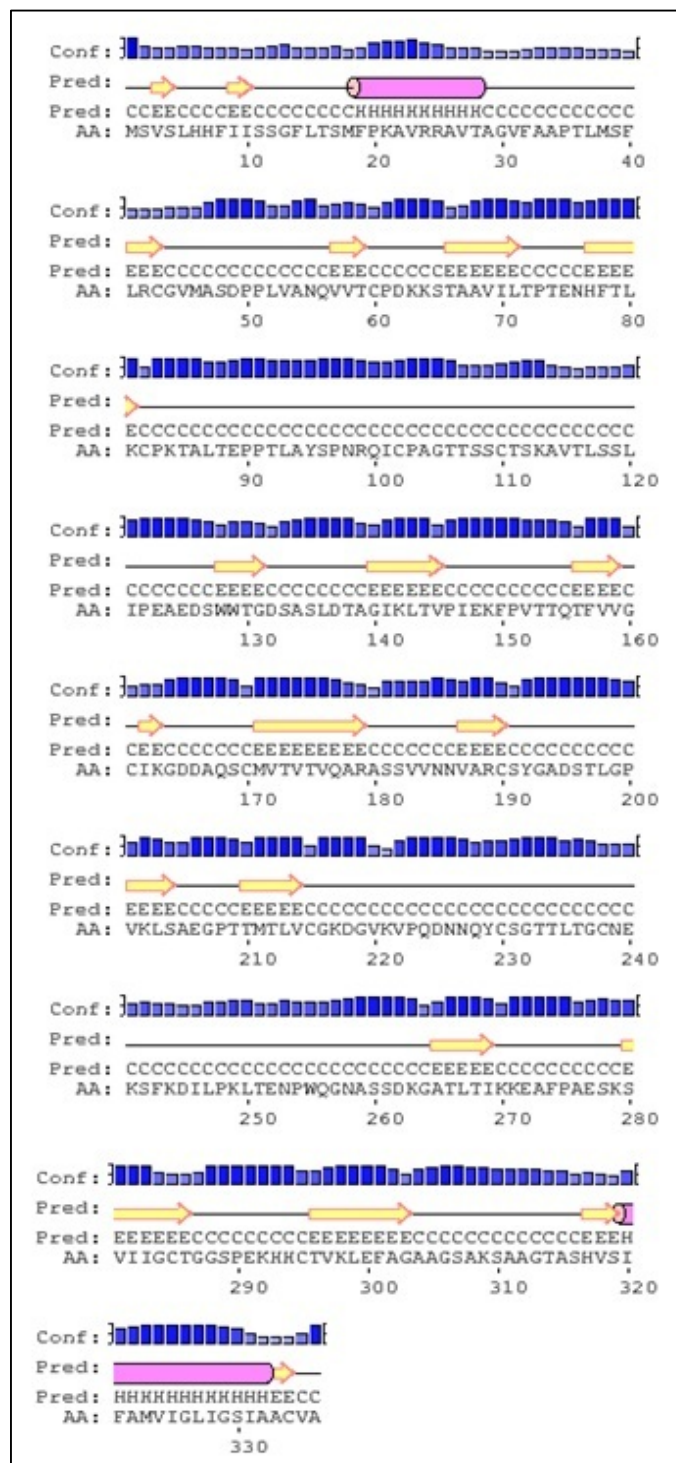 Conf:
Pred:
Pred: CCEECCCCEECCCCCCCCHHHHHHHHHHCCCCCCCCCCCC
AA: MSVSLHHFIISSGFLTSMFPKAVRRAVTAGVFAAPTLMSF
10 20 30 40
Conf:
Pred:
Pred: EEECCCCCCCCCCCCCEEECCCCCCEEEEEECCCCCEEEE
AA: LRCGVMASDPPLVANQVVTCPDKKSTAAVILTPTENHFTL
50 60 70 80
Conf:
Pred:
Pred: ECCCCCCCCCCCCCCCCCCCCCCCCCCCCCCCCCCCCCCC
AA: KCPKTALTEPPTLAYSPNRQICPAGTTSSCTSKAVTLSSL
90 100 110 120
Conf:
Pred:
Pred: CCCCCCCEEEECCCCCCCCEEEEEECCCCCCCCCCEEEEC
AA: IPEAEDSWWTGDSASLDTAGIKLTVPIEKFPVTTQTFVVG
130 140 150 160
Conf:
Pred:
Pred: CEECCCCCCCEEEEEEEEECCCCCCCEEEECCCCCCCCCC
AA: CIKGDDAQSCMVTVTVQARASSVVNNVARCSYGADSTLGP
170 180 190 200
Conf:
Pred:
Pred: EEEECCCCCEEEEECCCCCCCCCCCCCCCCCCCCCCCCCC
AA: VKLSAEGPTTMTLVCGKDGVKVPQDNNQYCSGTTLTGCNE
210 220 230 240
Conf:
Pred:
Pred: CCCCCCCCCCCCCCCCCCCCCCCCEEEEECCCCCCCCCCE
AA: KSFKDILPKLTENPWQGNASSDKGATLTIKKEAFPAESKS
250 260 270 280
Conf:
Pred:
Pred: EEEEEECCCCCCCCCEEEEEEEECCCCCCCCCCCCCEEEH
AA: VIIGCTGGSPEKHHCTVKLEFAGAAGSAKSAAGTASHVSI
290 300 310 320
Conf:
Pred:
Pred: HHHHHHHHHHHHEECC
AA: FAMVIGLIGSIAACVA
330